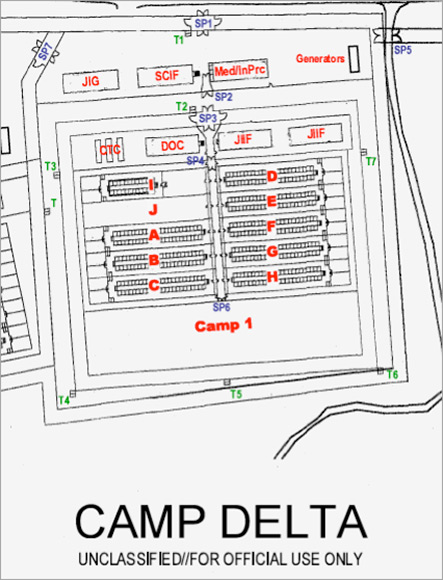 SP1
T1
SP7
SP5
Generators
JIG
SCIF
Med/InPrc
SP2
T2
SP3
CTC
DOC
JIIF
JIIF
SP4
T7
T3
I
D
T
J
E
A
F
B
G
C
H
SP6
Camp 1
T4
T5
T6
CAMP DELTA
UNCLASSIFIED//FOR OFFICIAL USE ONLY